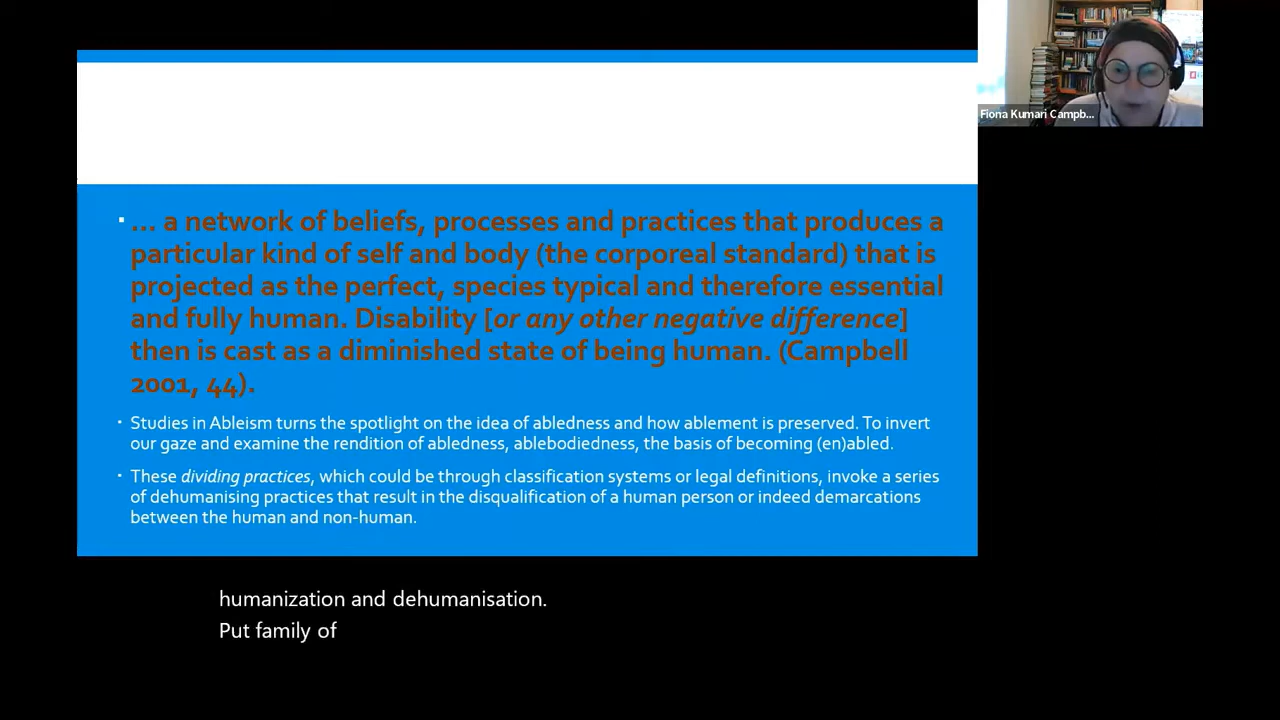 Fiona Kumari Campb...
▪ ... a network of beliefs, processes and practices that produces a
particular kind of self and body (the corporeal standard) that is
projected as the perfect, species typical and therefore essential
and fully human. Disability [or any other negative difference]
then is cast as a diminished state of being human. (Campbell
2001, 44).
• Studies in Ableism turns the spotlight on the idea of abledness and how ablement is preserved. To invert
our gaze and examine the rendition of abledness, ablebodiedness, the basis of becoming (en)abled.
• These dividing practices, which could be through classification systems or legal definitions, invoke a series
of dehumanising practices that result in the disqualification of a human person or indeed demarcations
between the human and non-human.
humanization and dehumanisation.
Put family of